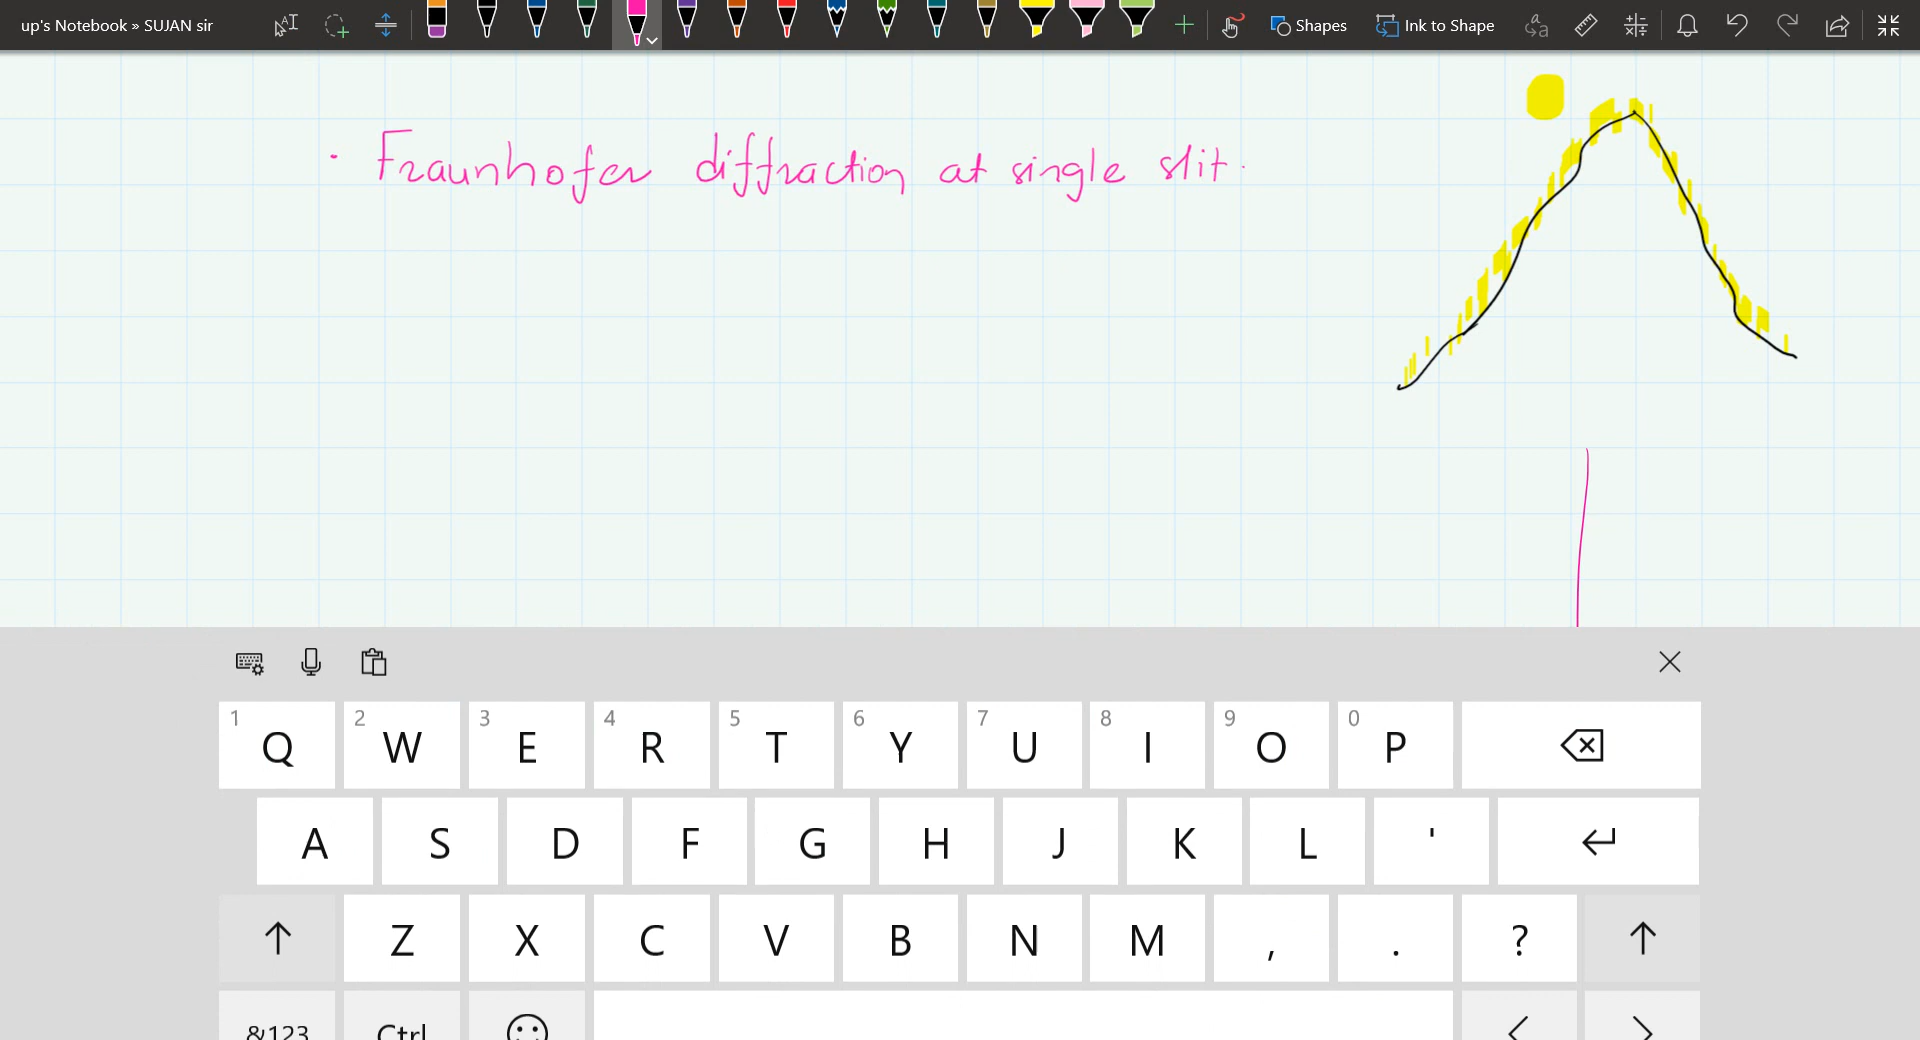 up's Notebook » SUJAN sir
Shapes
Ink to Shape
· Fraunhofer diffraction at single slit.
1 2 3 4 5 6 7 8 9 0
Q W E R T Y U I O P
A S D F G H J K L '
Z X C V B N M , . ?
&123 Ctrl